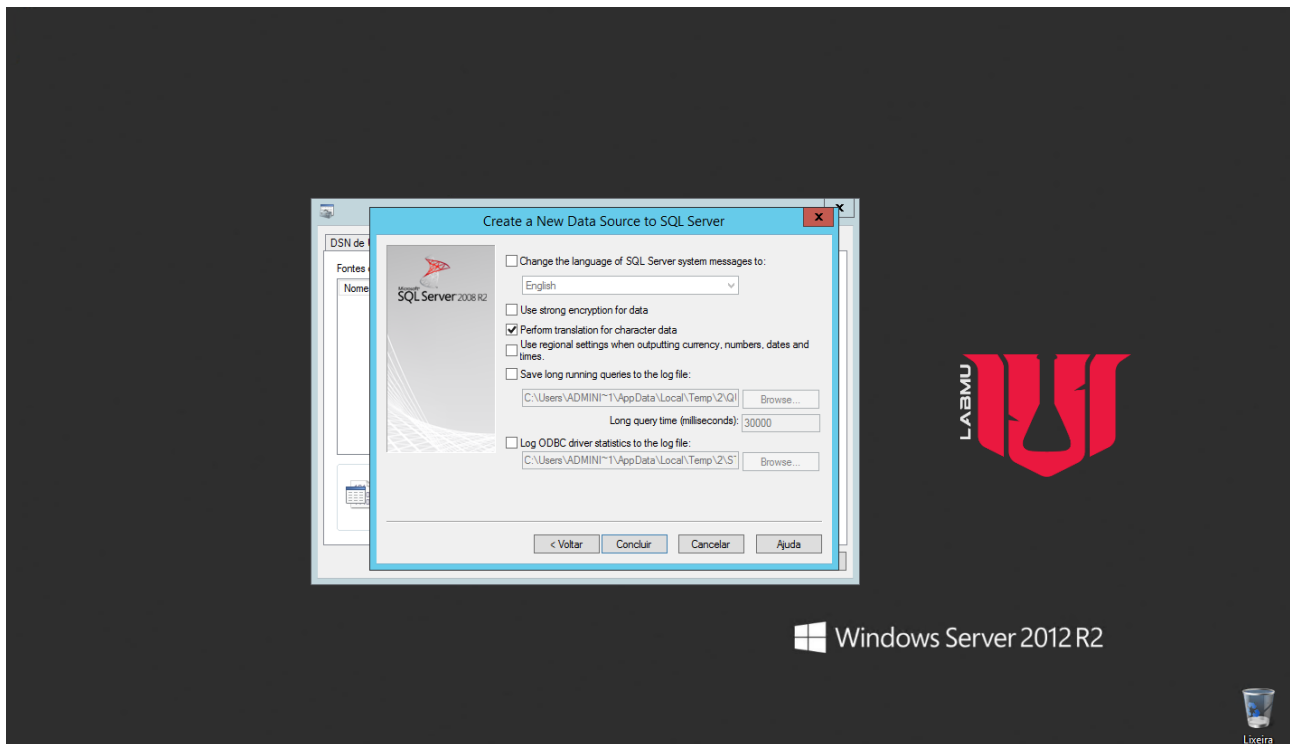 Create a New Data Source to SQL Server
x
x
DSN de
Fontes
Nome
Microsoft
SQL Server 2008 R2
Change the language of SQL Server system messages to:
English
Use strong encryption for data
Perform translation for character data
Use regional settings when outputting currency, numbers, dates and
times.
Save long running queries to the log file:
C:\Users\ADMINI~1\AppData\Local\Temp\2\Q
Browse...
Long query time (milliseconds):
30000
Log ODBC driver statistics to the log file:
C:\Users\ADMINI~1\AppData\Local\Temp\2\S
Browse...
< Voltar
Concluir
Cancelar
Ajuda
LABMU
Windows Server 2012 R2
Lixeira